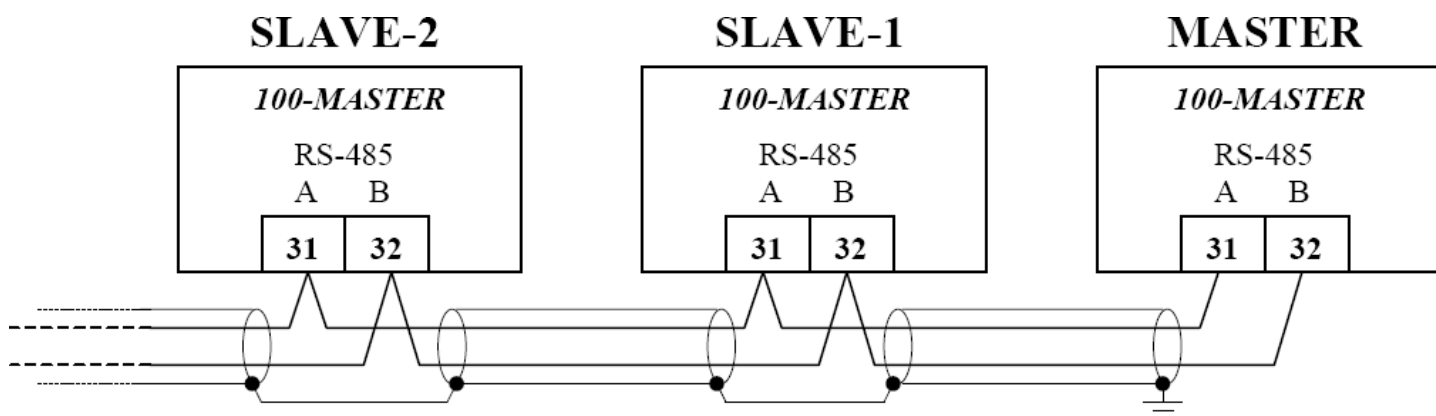 SLAVE-2 SLAVE-1 MASTER
100-MASTER 100-MASTER 100-MASTER
RS-485 RS-485 RS-485
A B A B A B
31 32 31 32 31 32